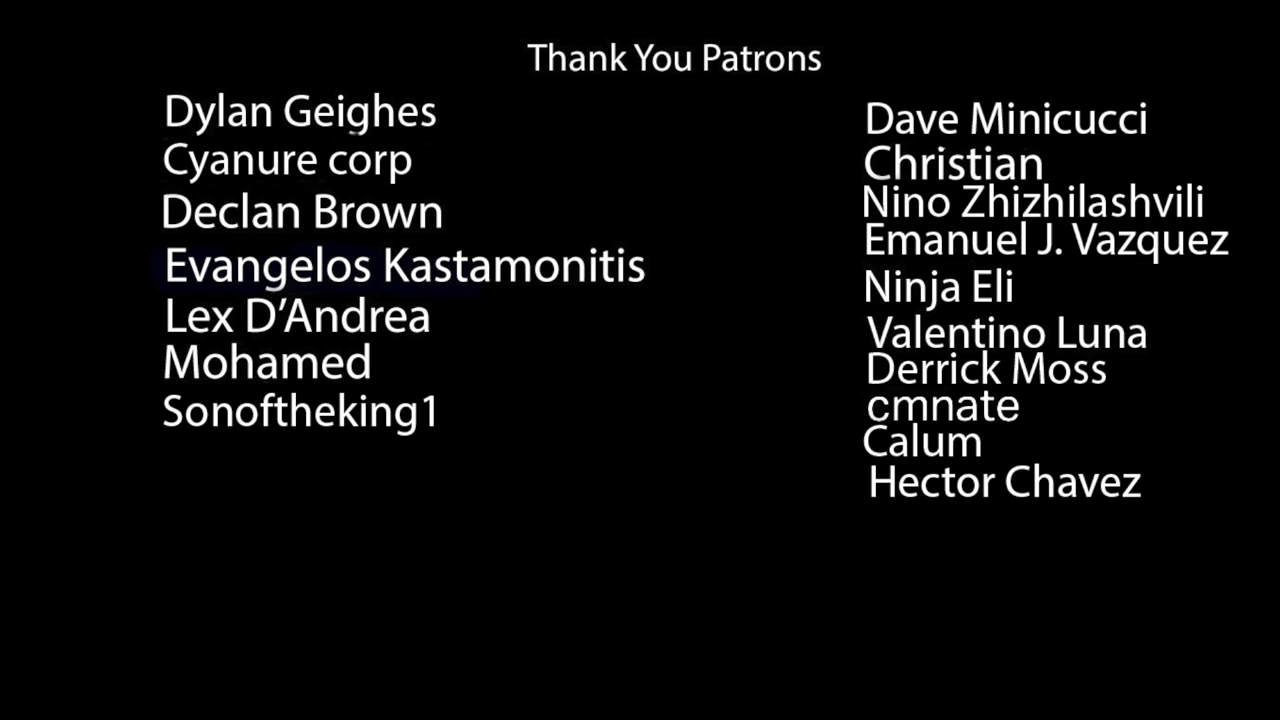 Thank You Patrons
Dylan Geighes
Cyanure corp
Declan Brown
Evangelos Kastamonitis
Lex D’Andrea
Mohamed
Sonoftheking1
Dave Minicucci
Christian
Nino Zhizhilashvili
Emanuel J. Vazquez
Ninja Eli
Valentino Luna
Derrick Moss
cmnate
Calum
Hector Chavez